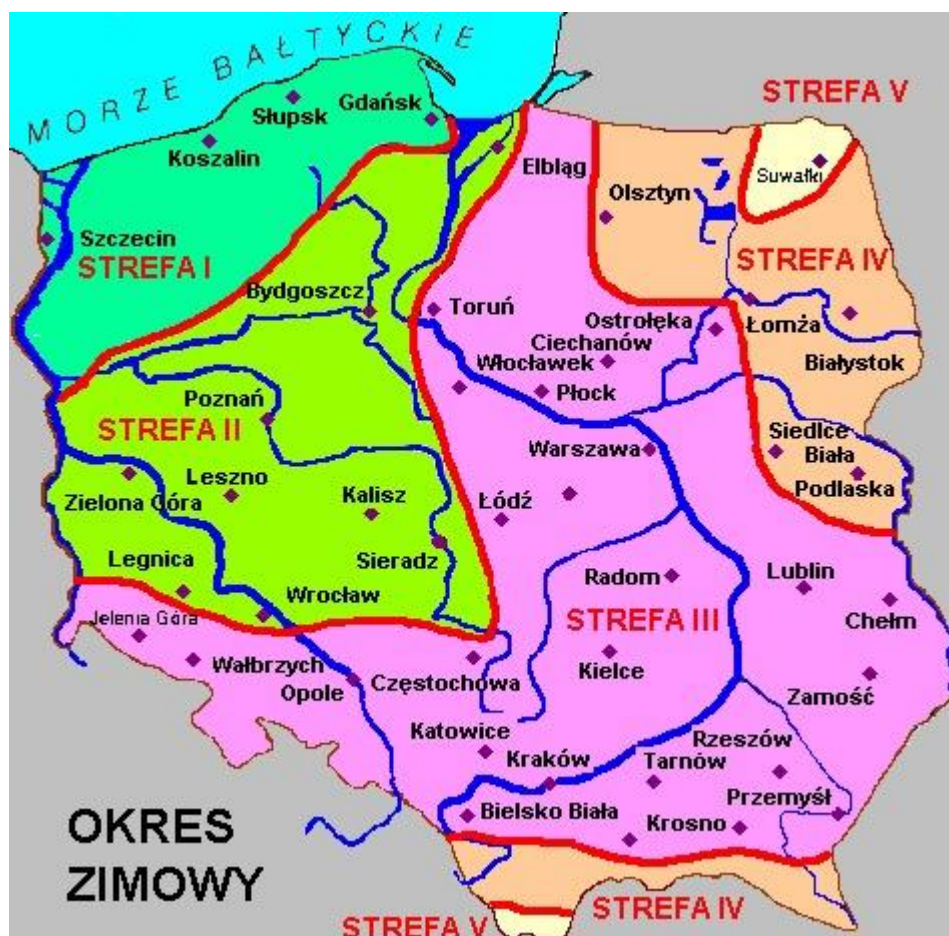 MORZE BAŁTYCKIE
STREFA V
Słupsk
Gdańsk
Koszalin
Elbląg
Suwałki
Olsztyn
Szczecin
STREFA I
STREFA IV
Bydgoszcz
Toruń
Ostrołęka
Łomża
Ciechanów
Włocławek
Białystok
Poznań
Płock
STREFA II
Warszawa
Siedlce
Biała
Podlaska
Leszno
Zielona Góra
Kalisz
Łódź
Legnica
Sieradz
Radom
Lublin
Wrocław
Jelenia Góra
STREFA III
Chełm
Wałbrzych
Opole
Częstochowa
Kielce
Zamość
Katowice
Rzeszów
Kraków
Tarnów
Przemyśl
Bielsko Biała
Krosno
OKRES
ZIMOWY
STREFA IV
STREFA V